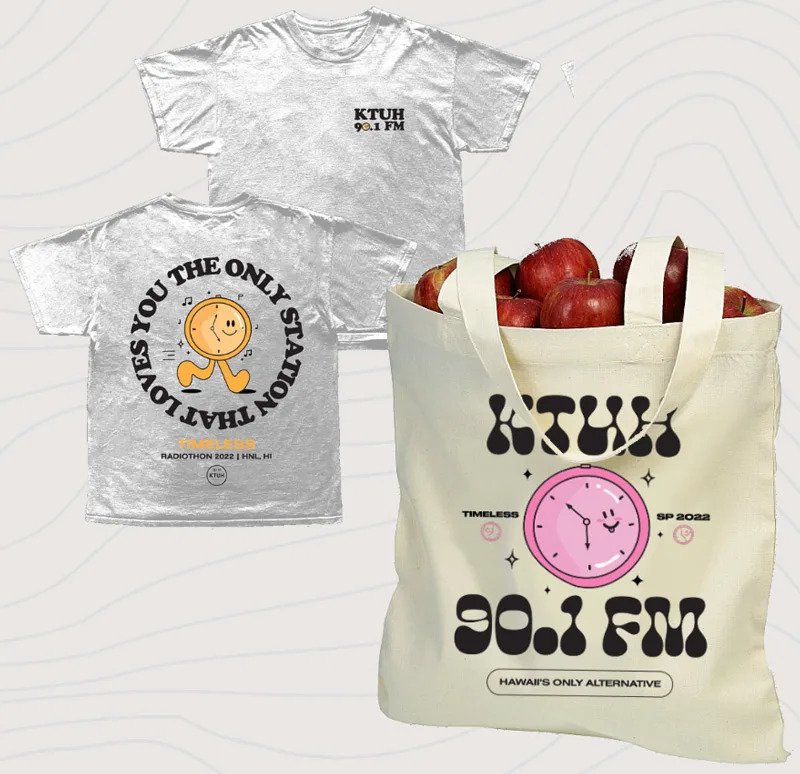 KTUH
90.1 FM
THE ONLY STATION THAT LOVES YOU
TIMELESS
RADIOTHON 2022 | HNL, HI
KTUH
KTUH
TIMELESS
SP 2022
90.1 FM
HAWAII'S ONLY ALTERNATIVE